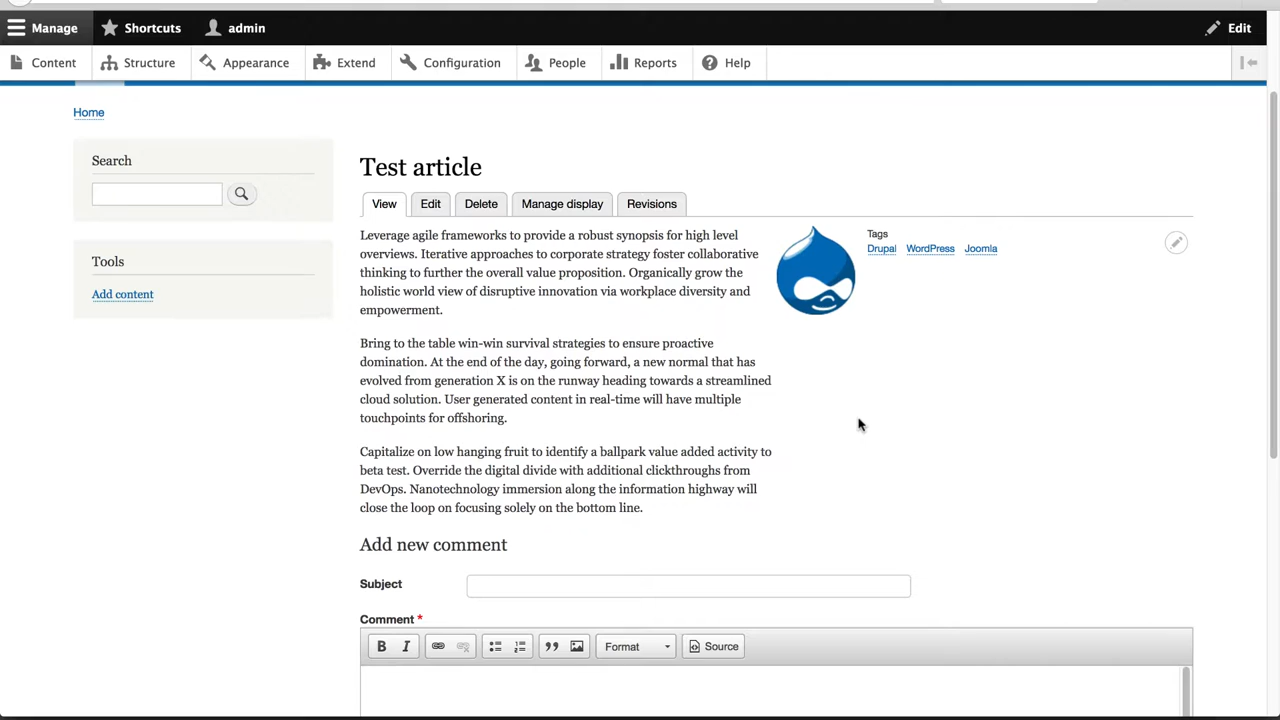 Manage Shortcuts admin Edit
Content Structure Appearance Extend Configuration People Reports Help
Home
Search
Tools
Add content
Test article
View Edit Delete Manage display Revisions
Leverage agile frameworks to provide a robust synopsis for high level
overviews. Iterative approaches to corporate strategy foster collaborative
thinking to further the overall value proposition. Organically grow the
holistic world view of disruptive innovation via workplace diversity and
empowerment.
Bring to the table win-win survival strategies to ensure proactive
domination. At the end of the day, going forward, a new normal that has
evolved from generation X is on the runway heading towards a streamlined
cloud solution. User generated content in real-time will have multiple
touchpoints for offshoring.
Capitalize on low hanging fruit to identify a ballpark value added activity to
beta test. Override the digital divide with additional clickthroughs from
DevOps. Nanotechnology immersion along the information highway will
close the loop on focusing solely on the bottom line.
Tags
Drupal WordPress Joomla
Add new comment
Subject
Comment *
B I Format Source